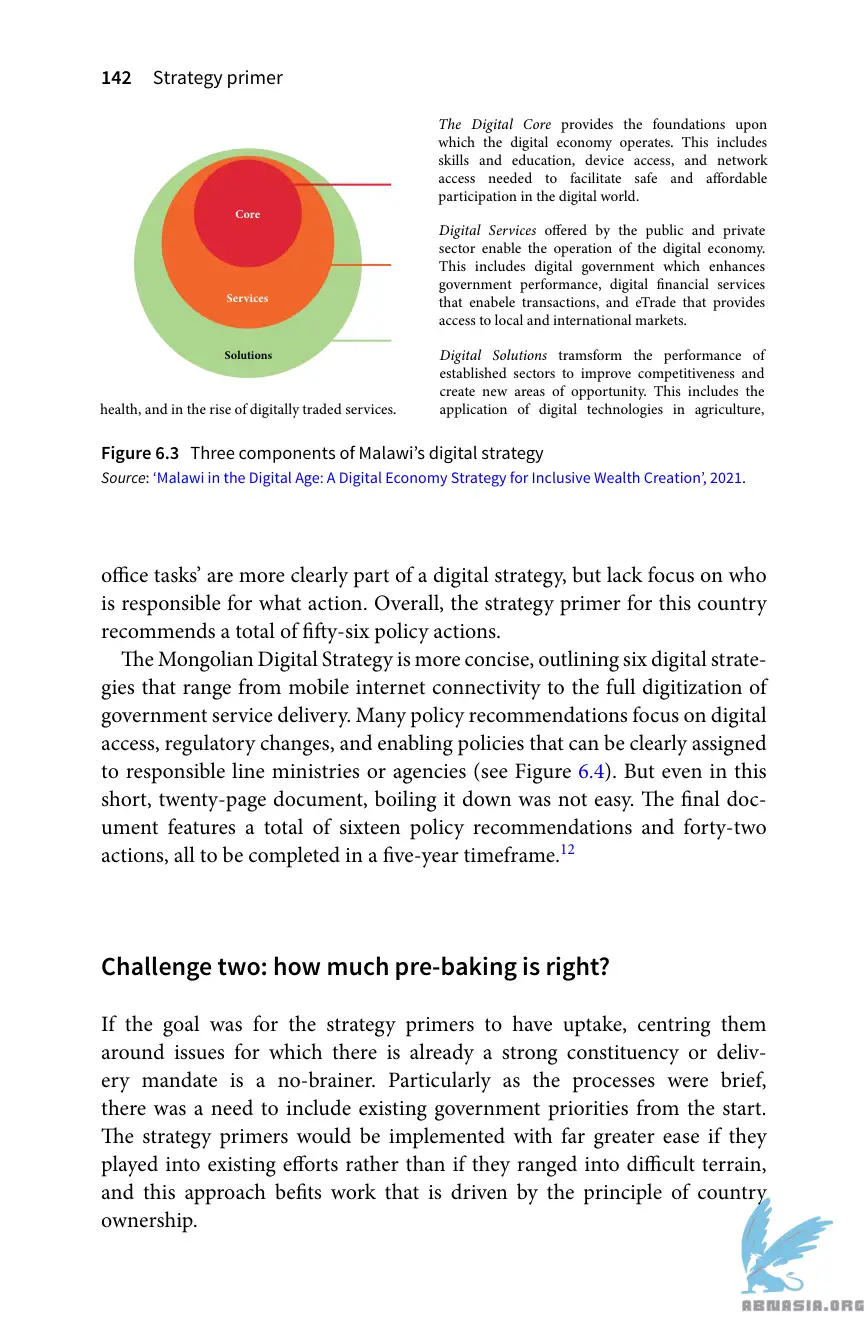 142 Strategy primer
Core
Services
Solutions
The Digital Core provides the foundations upon
which the digital economy operates. This includes
skills and education, device access, and network
access needed to facilitate safe and affordable
participation in the digital world.
Digital Services offered by the public and private
sector enable the operation of the digital economy.
This includes digital government which enhances
government performance, digital financial services
that enabele transactions, and eTrade that provides
access to local and international markets.
Digital Solutions tramsform the performance of
established sectors to improve competitiveness and
create new areas of opportunity. This includes the
application of digital technologies in agriculture,
health, and in the rise of digitally traded services.
Figure 6.3 Three components of Malawi’s digital strategy
Source: ‘Malawi in the Digital Age: A Digital Economy Strategy for Inclusive Wealth Creation’, 2021.
office tasks’ are more clearly part of a digital strategy, but lack focus on who
is responsible for what action. Overall, the strategy primer for this country
recommends a total of fifty-six policy actions.
The Mongolian Digital Strategy is more concise, outlining six digital strate-
gies that range from mobile internet connectivity to the full digitization of
government service delivery. Many policy recommendations focus on digital
access, regulatory changes, and enabling policies that can be clearly assigned
to responsible line ministries or agencies (see Figure 6.4). But even in this
short, twenty-page document, boiling it down was not easy. The final doc-
ument features a total of sixteen policy recommendations and forty-two
actions, all to be completed in a five-year timeframe.12
Challenge two: how much pre-baking is right?
If the goal was for the strategy primers to have uptake, centring them
around issues for which there is already a strong constituency or deliv-
ery mandate is a no-brainer. Particularly as the processes were brief,
there was a need to include existing government priorities from the start.
The strategy primers would be implemented with far greater ease if they
played into existing efforts rather than if they ranged into difficult terrain,
and this approach befits work that is driven by the principle of country
ownership.
ABNASIA.ORG